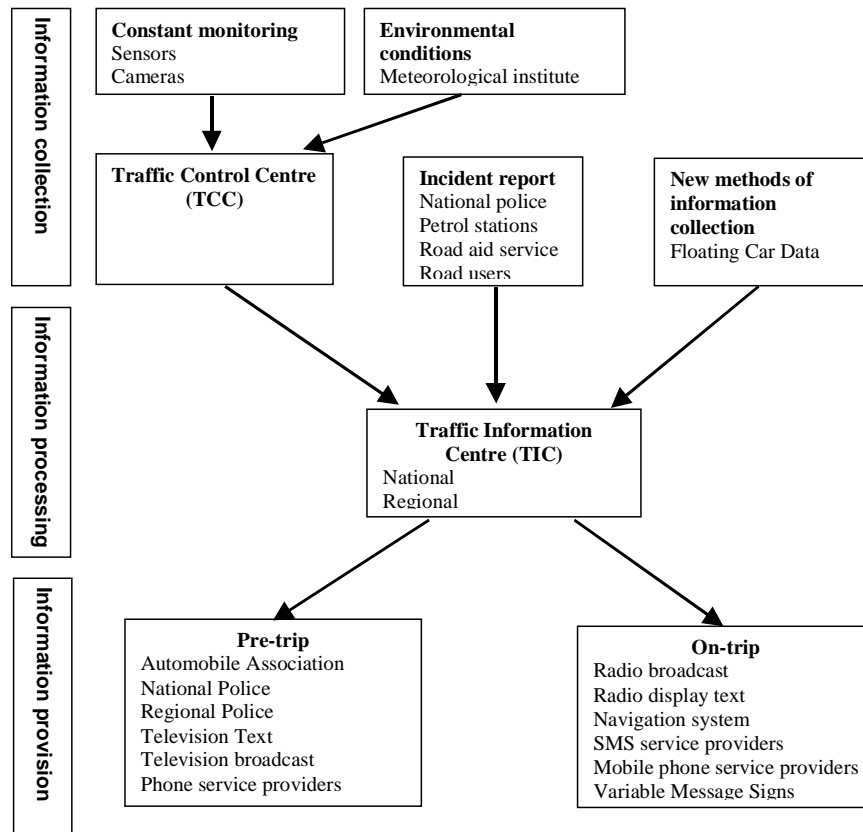 Information collection
Constant monitoring
Sensors
Cameras
Environmental
conditions
Meteorological institute
Traffic Control Centre
(TCC)
Incident report
National police
Petrol stations
Road aid service
Road users
New methods of
information
collection
Floating Car Data
Information processing
Traffic Information
Centre (TIC)
National
Regional
Information provision
Pre-trip
Automobile Association
National Police
Regional Police
Television Text
Television broadcast
Phone service providers
On-trip
Radio broadcast
Radio display text
Navigation system
SMS service providers
Mobile phone service providers
Variable Message Signs